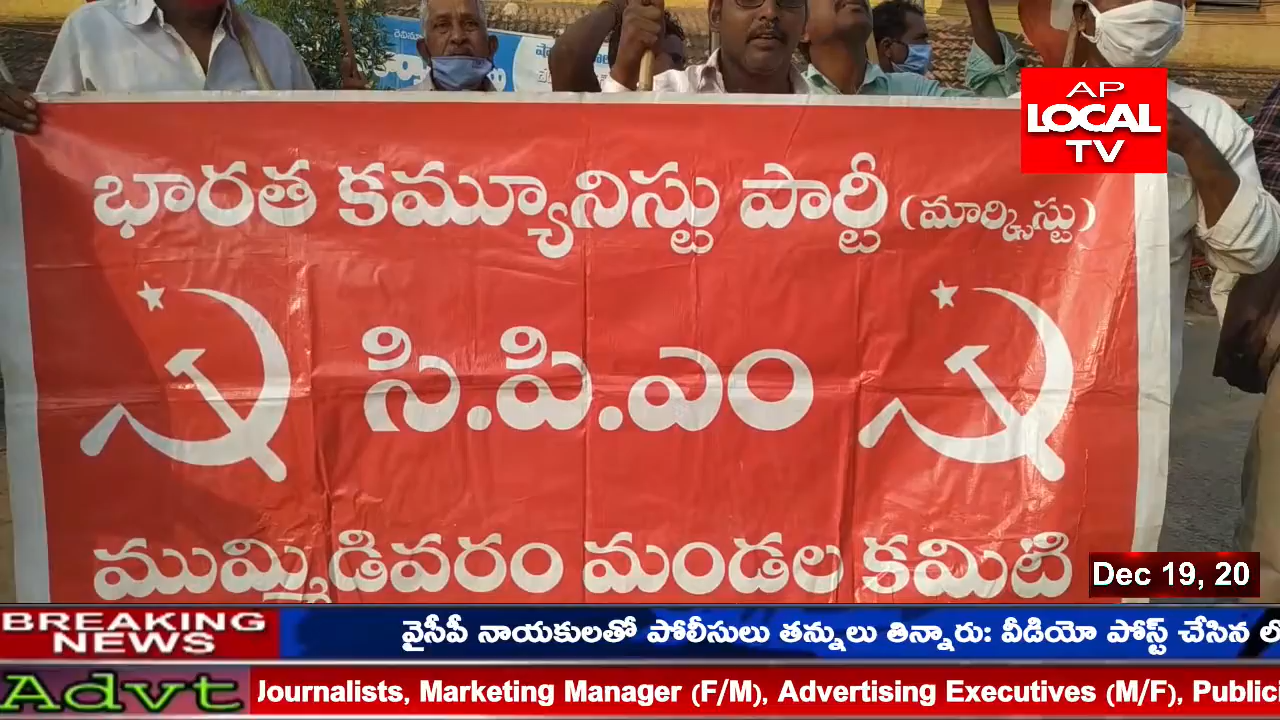 AP
LOCAL
TV
భారత కమ్యూనిస్టు పార్టీ (మార్క్సిస్టు)
సి.పి.ఎం
ముమ్మిడివరం మండల కమిటి
Dec 19, 20
BREAKING
NEWS
వైసీపీ నాయకులతో పోలీసులు తన్నులు తిన్నారు: వీడియో పోస్ట్ చేసిన
Advt
Journalists, Marketing Manager (F/M), Advertising Executives (M/F), Publici